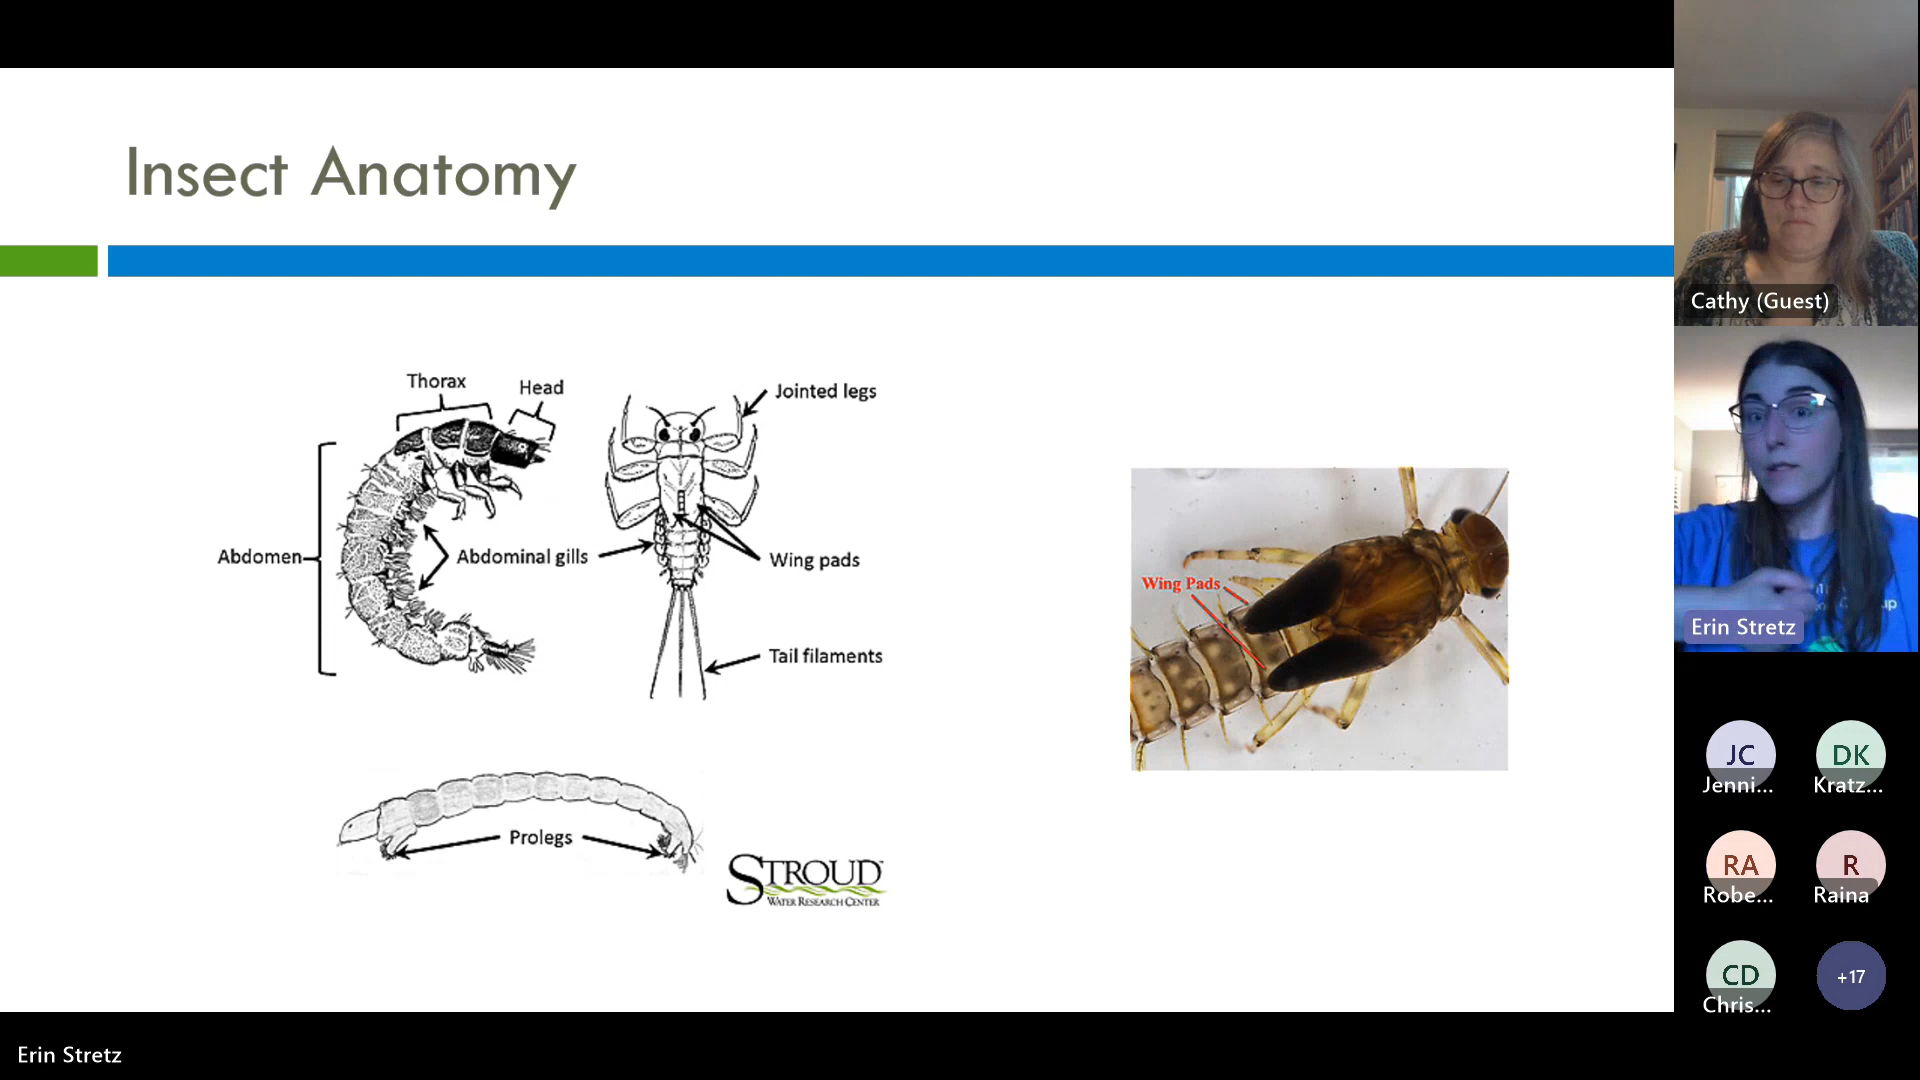 Insect Anatomy
Thorax
Head
Jointed legs
Abdomen
Abdominal gills
Wing pads
Tail filaments
Prolegs
STROUD
WATER RESEARCH CENTER
Wing Pads
Cathy (Guest)
Erin Stretz
JC
Jenni...
DK
Kratz...
RA
Robe...
R
Raina
CD
Chris...
+17
Erin Stretz